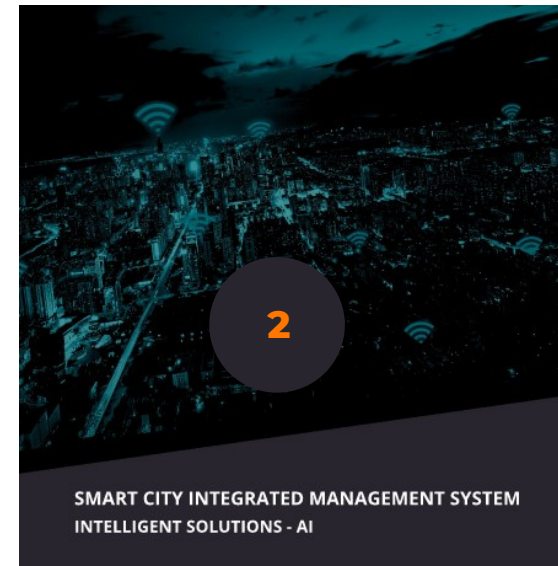 2
SMART CITY INTEGRATED MANAGEMENT SYSTEM
INTELLIGENT SOLUTIONS - AI